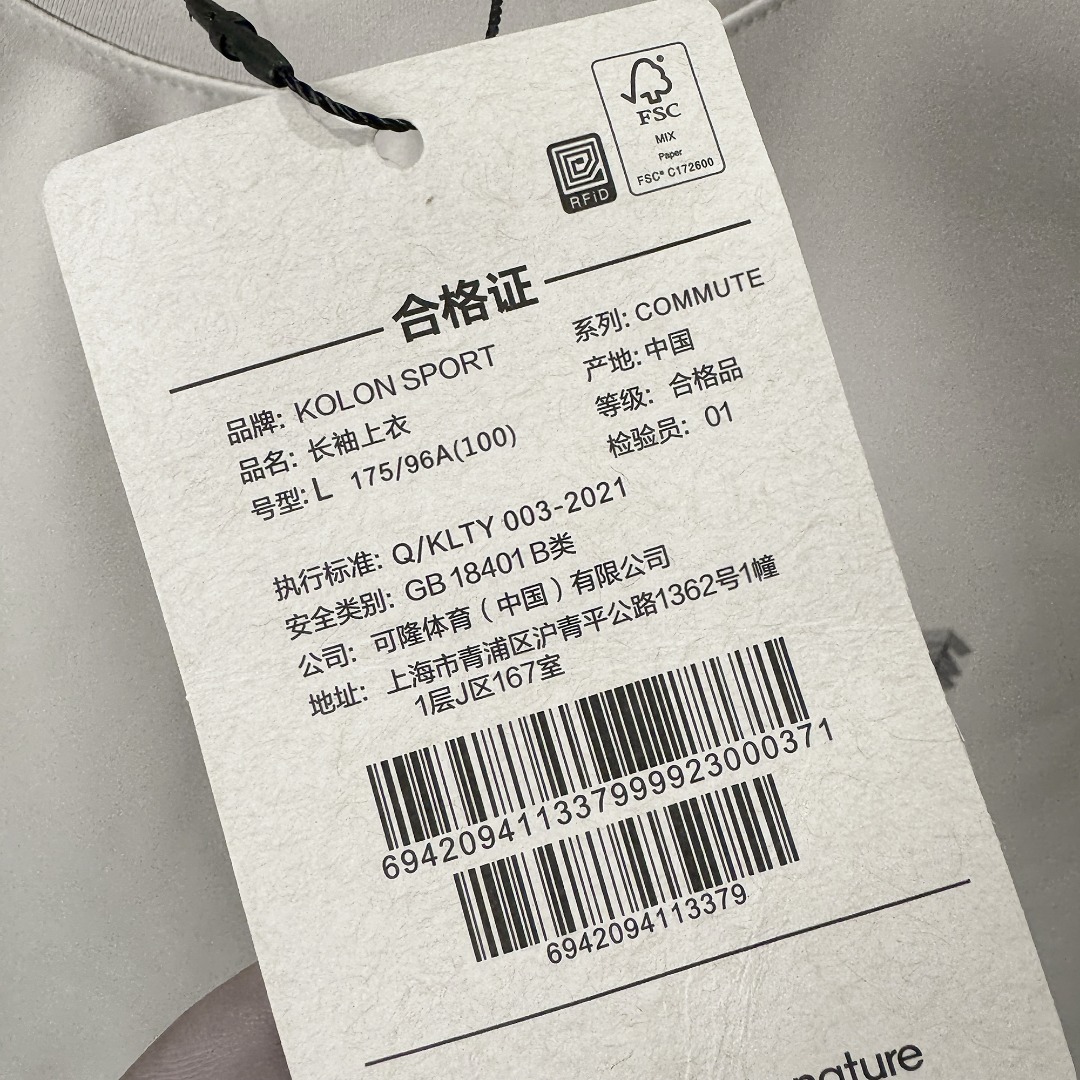 FSC
MIX
Paper
FSC® C172600
RFiD
合格证
品牌: KOLON SPORT
系列: COMMUTE
品名: 长袖上衣
产地: 中国
号型: L 175/96A(100)
等级: 合格品
检验员: 01
执行标准: Q/KLTY 003-2021
安全类别: GB 18401 B类
公司: 可隆体育（中国）有限公司
地址: 上海市青浦区沪青平公路1362号1幢
1层J区167室
694209411337999923000371
6942094113379